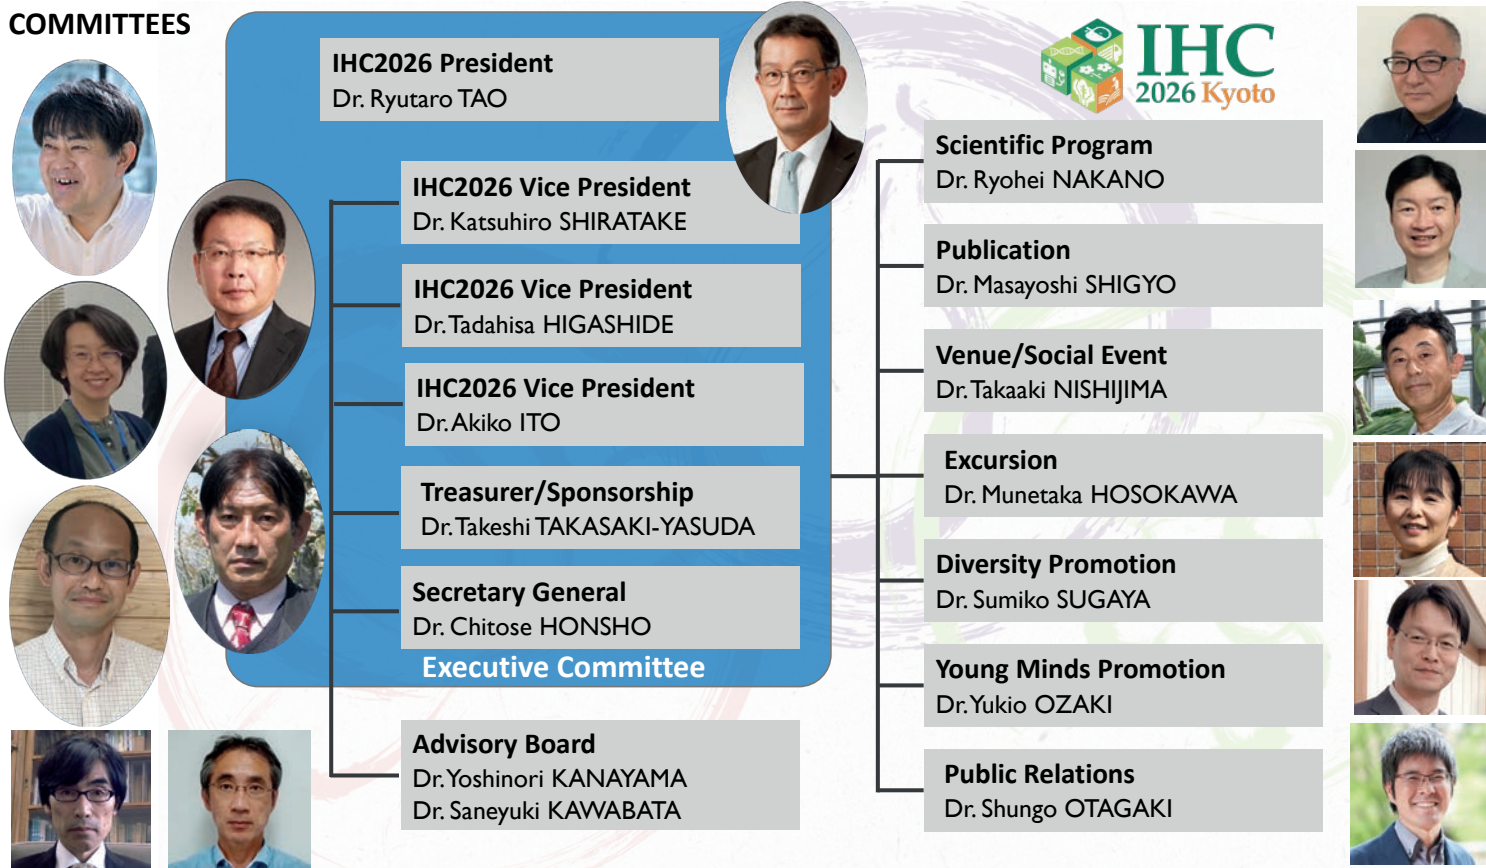 COMMITTEES
IHC2026 President
Dr. Ryutaro TAO
IHC2026 Vice President
Dr. Katsuhiro SHIRATAKE
IHC2026 Vice President
Dr. Tadahisa HIGASHIDE
IHC2026 Vice President
Dr. Akiko ITO
Treasurer/Sponsorship
Dr. Takeshi TAKASAKI-YASUDA
Secretary General
Dr. Chitose HONSHO
Executive Committee
Advisory Board
Dr. Yoshinori KANAYAMA
Dr. Saneyuki KAWABATA
IHC
2026 Kyoto
Scientific Program
Dr. Ryohei NAKANO
Publication
Dr. Masayoshi SHIGYO
Venue/Social Event
Dr. Takaaki NISHIJIMA
Excursion
Dr. Munetaka HOSOKAWA
Diversity Promotion
Dr. Sumiko SUGAYA
Young Minds Promotion
Dr. Yukio OZAKI
Public Relations
Dr. Shungo OTAGAKI